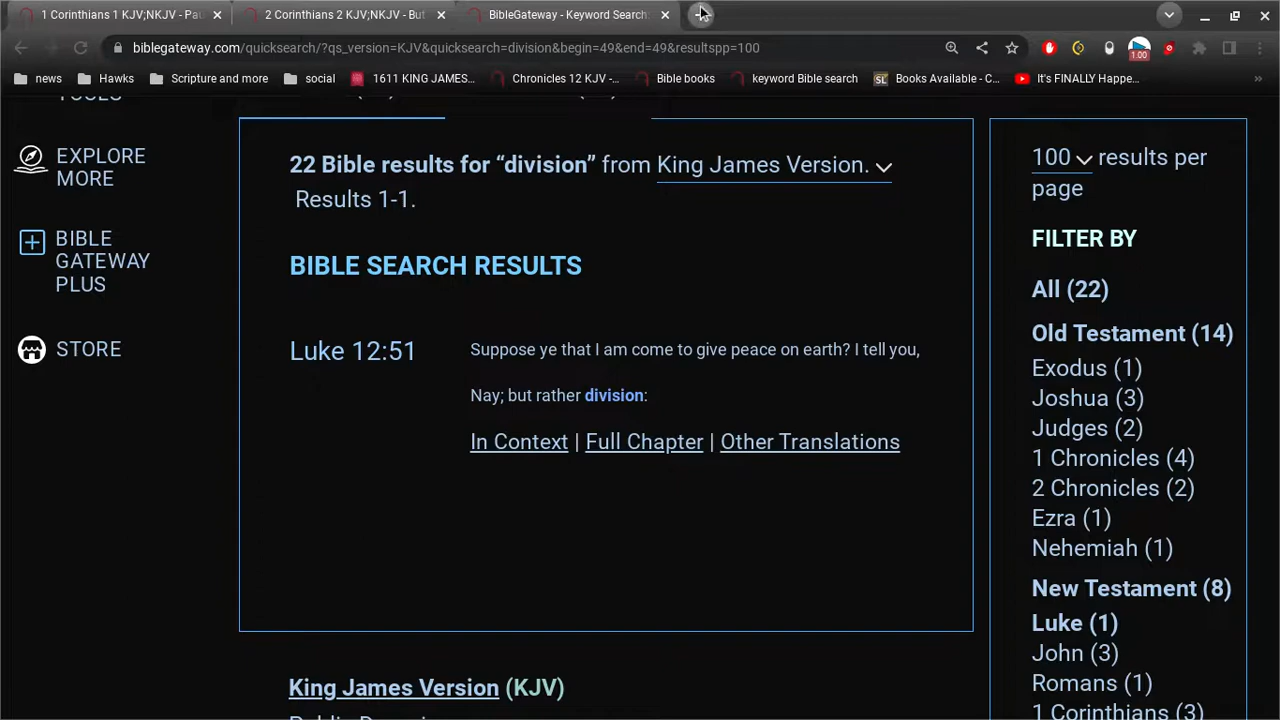 1 Corinthians 1 KJV;NKJV - Pau
2 Corinthians 2 KJV;NKJV - But
BibleGateway - Keyword Search:
biblegateway.com/quicksearch/?qs_version=KJV&quicksearch=division&begin=49&end=49&resultspp=100
1.00
news
Hawks
Scripture and more
social
1611 KING JAMES...
Chronicles 12 KJV -...
Bible books
keyword Bible search
SL
Books Available - C...
It's FINALLY Happe...
»
EXPLORE
MORE
BIBLE
GATEWAY
PLUS
STORE
22 Bible results for “division” from King James Version.
Results 1-1.
BIBLE SEARCH RESULTS
Luke 12:51
Suppose ye that I am come to give peace on earth? I tell you,
Nay; but rather division:
In Context | Full Chapter | Other Translations
King James Version (KJV)
100 results per
page
FILTER BY
All (22)
Old Testament (14)
Exodus (1)
Joshua (3)
Judges (2)
1 Chronicles (4)
2 Chronicles (2)
Ezra (1)
Nehemiah (1)
New Testament (8)
Luke (1)
John (3)
Romans (1)
1 Corinthians (3)